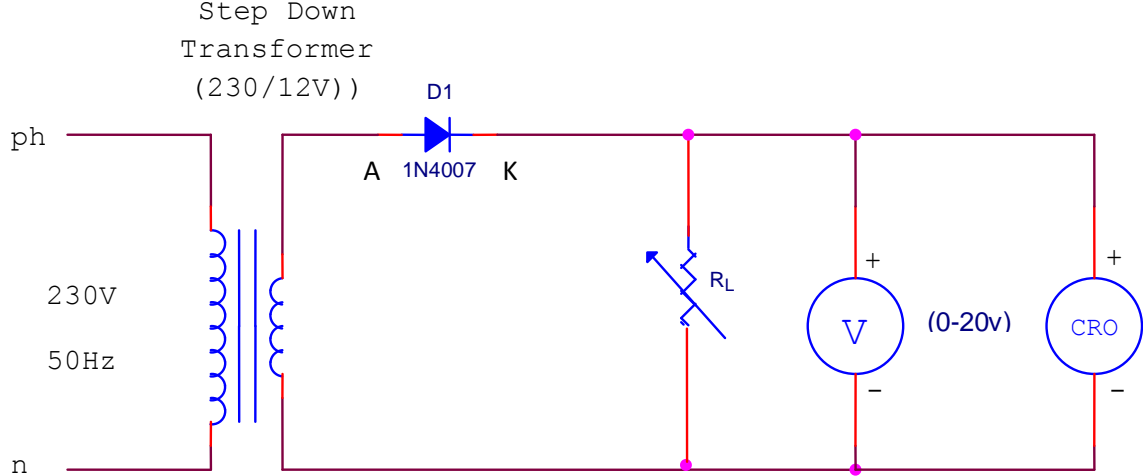 Step Down
Transformer
(230/12V))
D1
ph
A 1N4007 K
230V
50Hz
RL
+
V
−
(0-20v)
+
CRO
−
n